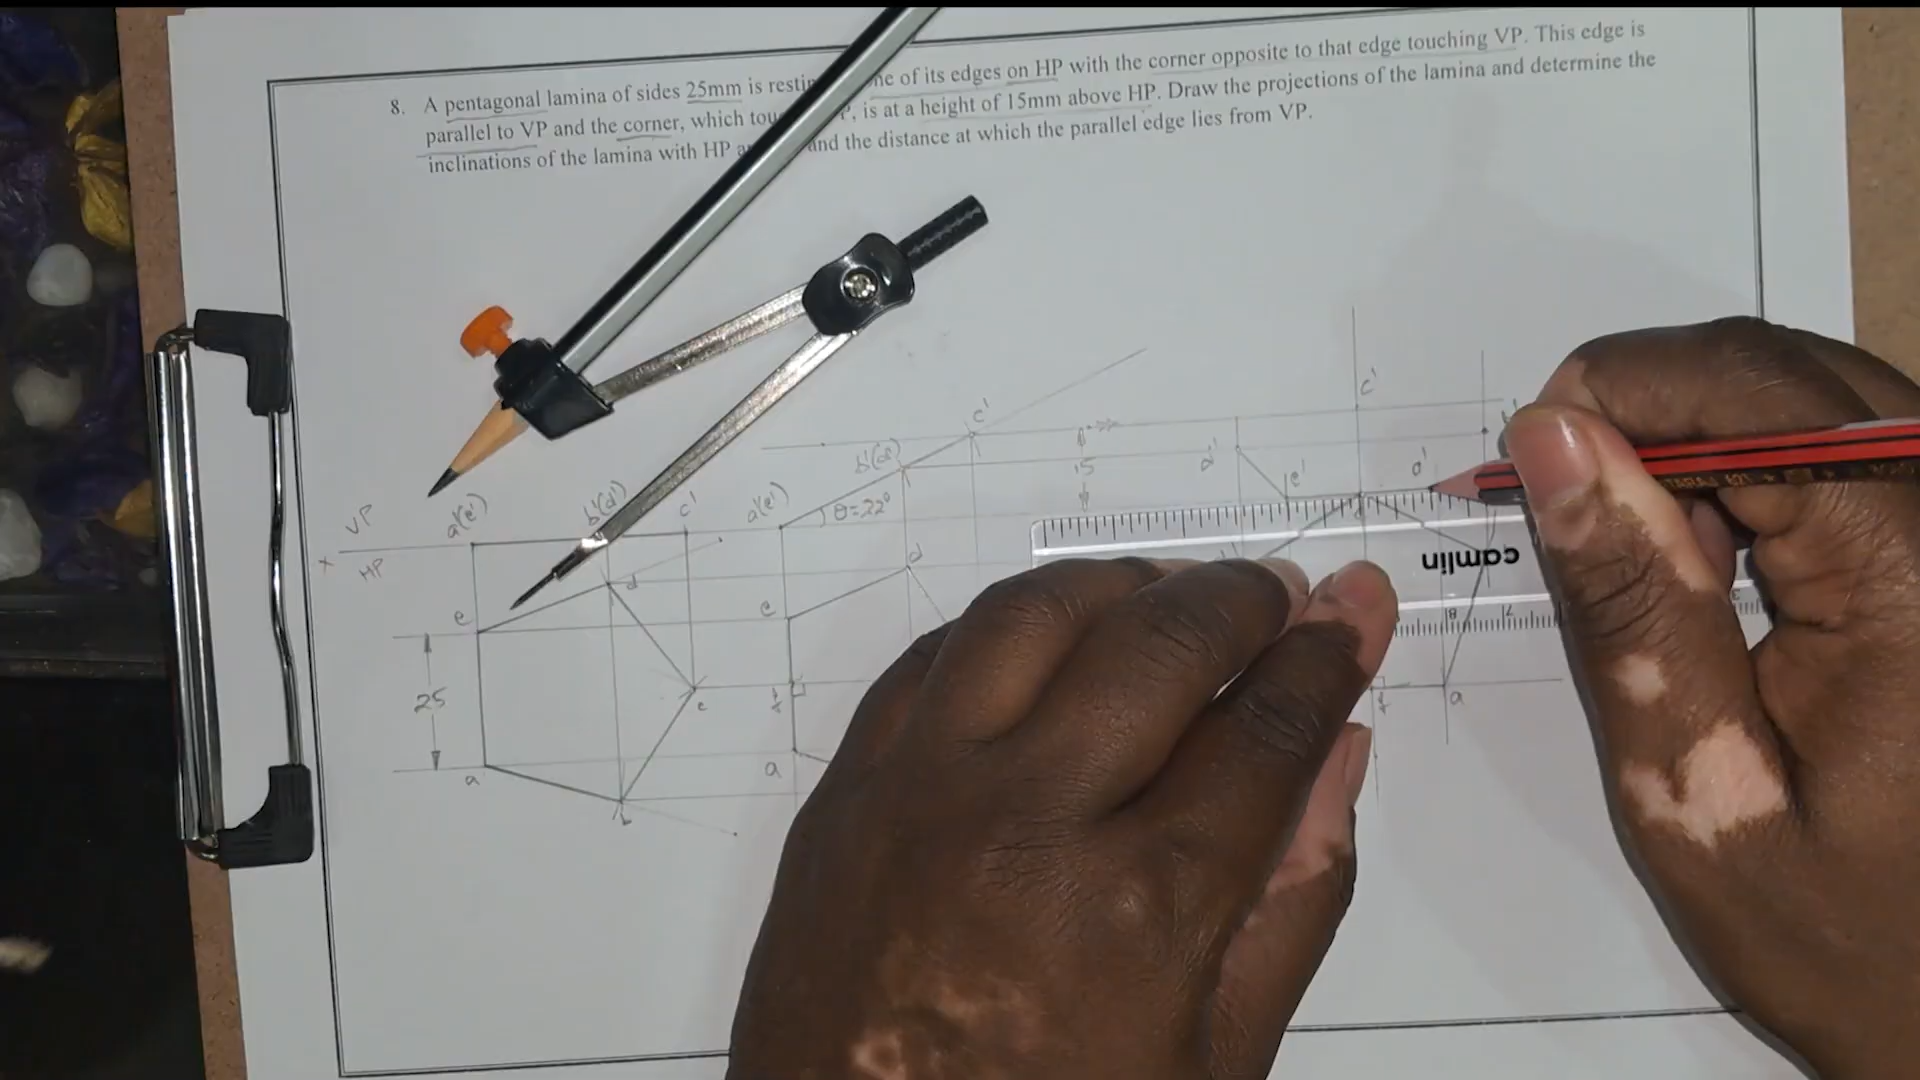 8. A pentagonal lamina of sides 25mm is of its edges on HP with the corner opposite to that edge touching VP. This edge is
parallel to VP and the corner, which is at a height of 15mm above HP. Draw the projections of the lamina and determine the
inclinations of the lamina with HP and the distance at which the parallel edge lies from VP.
c'
c'
d'
e'
a'
b'(d')
15
a'(e')
b'(d')
c'
a'(e')
θ=22°
VP
X
HP
camlin
d
d
e
e
8
7
3
25
c
a
a
a
b